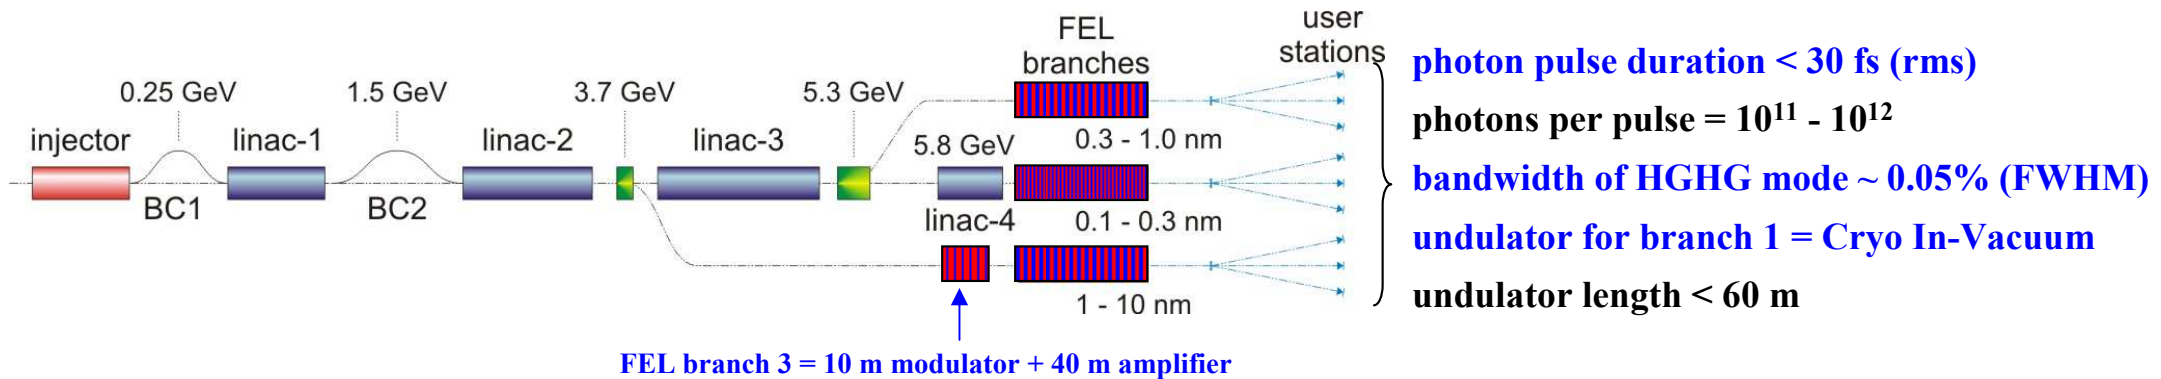 user
stations
FEL
branches
0.25 GeV
1.5 GeV
3.7 GeV
5.3 GeV
injector
linac-1
linac-2
linac-3
5.8 GeV
0.3 - 1.0 nm
BC1
BC2
linac-4
0.1 - 0.3 nm
1 - 10 nm
FEL branch 3 = 10 m modulator + 40 m amplifier
photon pulse duration < 30 fs (rms)
photons per pulse = 10¹¹ - 10¹²
bandwidth of HGHG mode ~ 0.05% (FWHM)
undulator for branch 1 = Cryo In-Vacuum
undulator length < 60 m